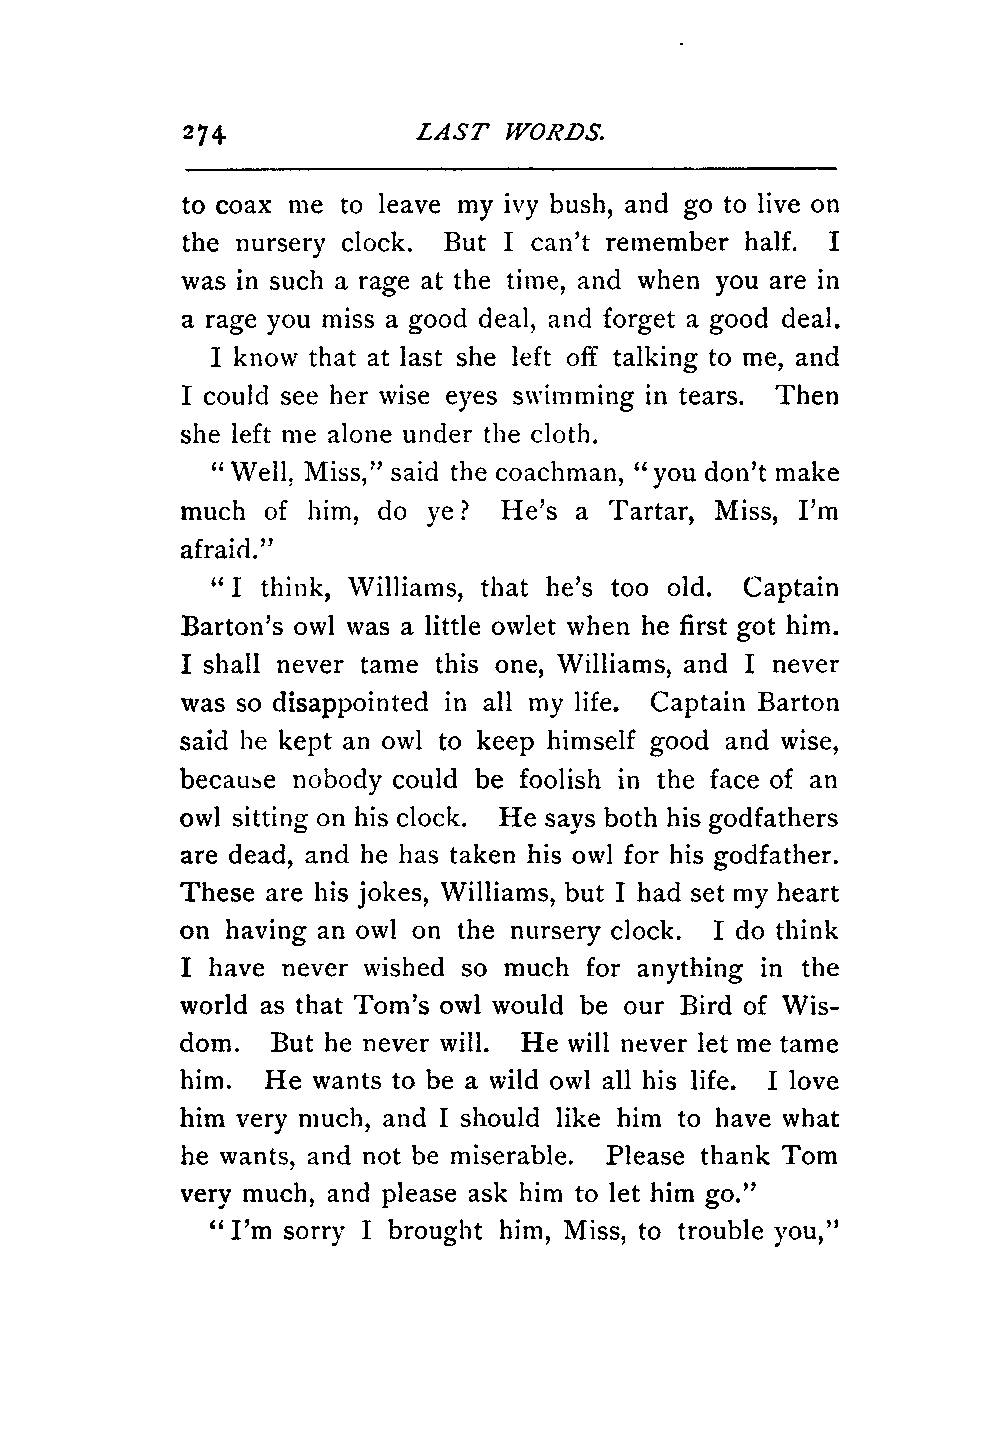 274 LAST WORDS.
to coax me to leave my ivy bush, and go to live on
the nursery clock. But I can't remember half. I
was in such a rage at the time, and when you are in
a rage you miss a good deal, and forget a good deal.
I know that at last she left off talking to me, and
I could see her wise eyes swimming in tears. Then
she left me alone under the cloth.
"Well, Miss," said the coachman, "you don't make
much of him, do ye? He's a Tartar, Miss, I'm
afraid."
"I think, Williams, that he's too old. Captain
Barton's owl was a little owlet when he first got him.
I shall never tame this one, Williams, and I never
was so disappointed in all my life. Captain Barton
said he kept an owl to keep himself good and wise,
because nobody could be foolish in the face of an
owl sitting on his clock. He says both his godfathers
are dead, and he has taken his owl for his godfather.
These are his jokes, Williams, but I had set my heart
on having an owl on the nursery clock. I do think
I have never wished so much for anything in the
world as that Tom's owl would be our Bird of Wis-
dom. But he never will. He will never let me tame
him. He wants to be a wild owl all his life. I love
him very much, and I should like him to have what
he wants, and not be miserable. Please thank Tom
very much, and please ask him to let him go."
"I'm sorry I brought him, Miss, to trouble you,"